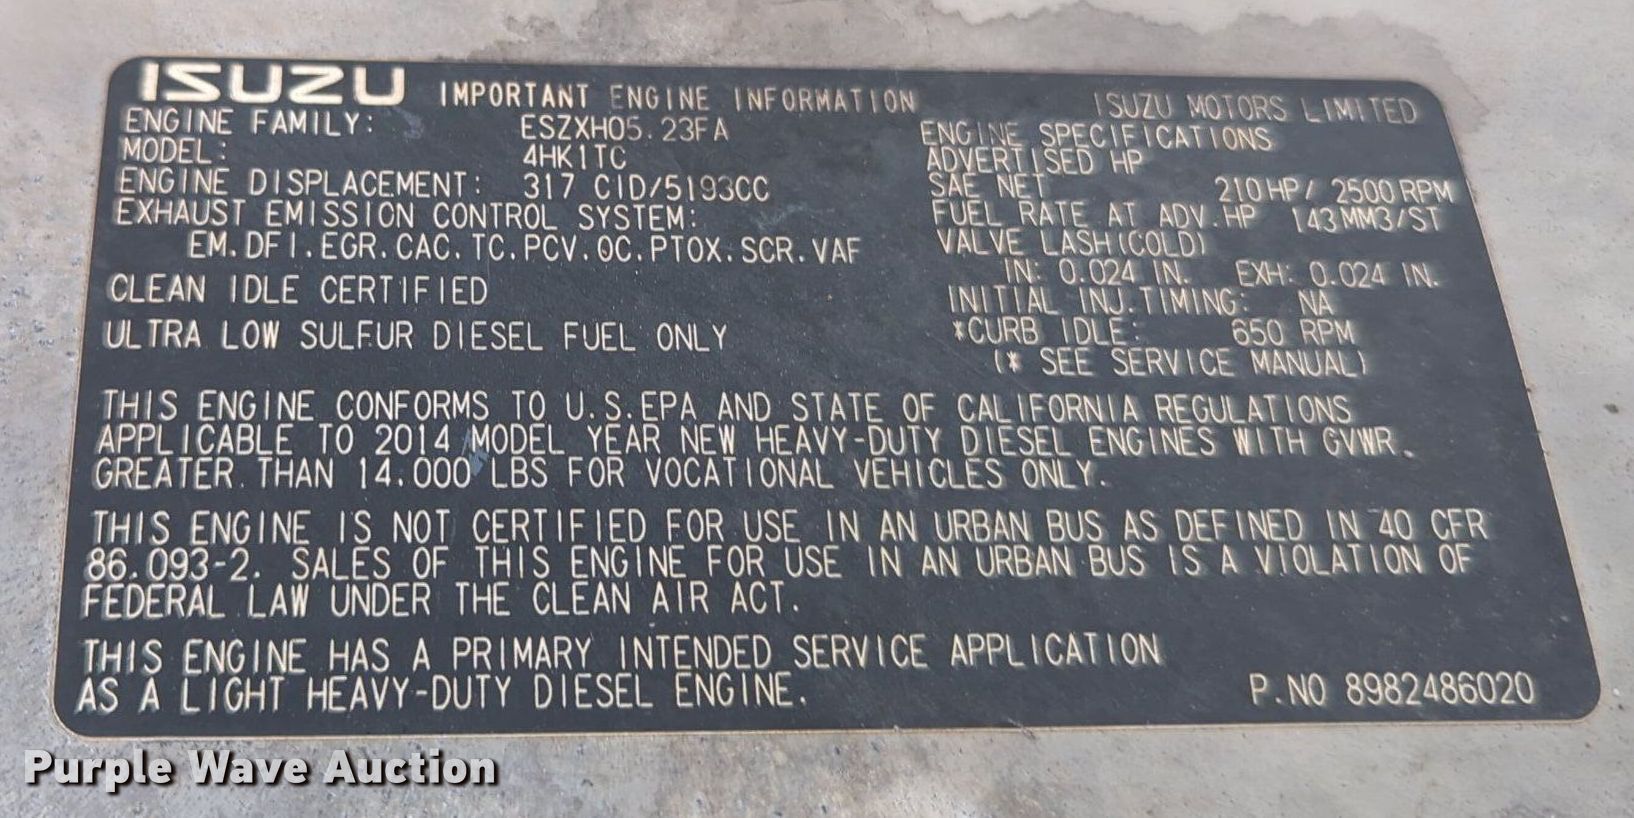 ISUZU IMPORTANT ENGINE INFORMATION ISUZU MOTORS LIMITED
ENGINE FAMILY: ESZXH05.23FA
MODEL: 4HK1TC
ENGINE DISPLACEMENT: 317 CID/5193CC
EXHAUST EMISSION CONTROL SYSTEM:
EM.DFI.EGR.CAC.TC.PCV.OC.PTOX.SCR.VAF
CLEAN IDLE CERTIFIED
ULTRA LOW SULFUR DIESEL FUEL ONLY
ENGINE SPECIFICATIONS
ADVERTISED HP
SAE NET 210HP/ 2500RPM
FUEL RATE AT ADV.HP 143MM3/ST
VALVE LASH(COLD)
IN: 0.024 IN. EXH: 0.024 IN.
INITIAL INJ.TIMING: NA
*CURB IDLE: 650 RPM
(* SEE SERVICE MANUAL)
THIS ENGINE CONFORMS TO U.S.EPA AND STATE OF CALIFORNIA REGULATIONS
APPLICABLE TO 2014 MODEL YEAR NEW HEAVY-DUTY DIESEL ENGINES WITH GVWR.
GREATER THAN 14.000 LBS FOR VOCATIONAL VEHICLES ONLY.
THIS ENGINE IS NOT CERTIFIED FOR USE IN AN URBAN BUS AS DEFINED IN 40 CFR
86.093-2. SALES OF THIS ENGINE FOR USE IN AN URBAN BUS IS A VIOLATION OF
FEDERAL LAW UNDER THE CLEAN AIR ACT.
THIS ENGINE HAS A PRIMARY INTENDED SERVICE APPLICATION
AS A LIGHT HEAVY-DUTY DIESEL ENGINE.
P.NO 8982486020
Purple Wave Auction